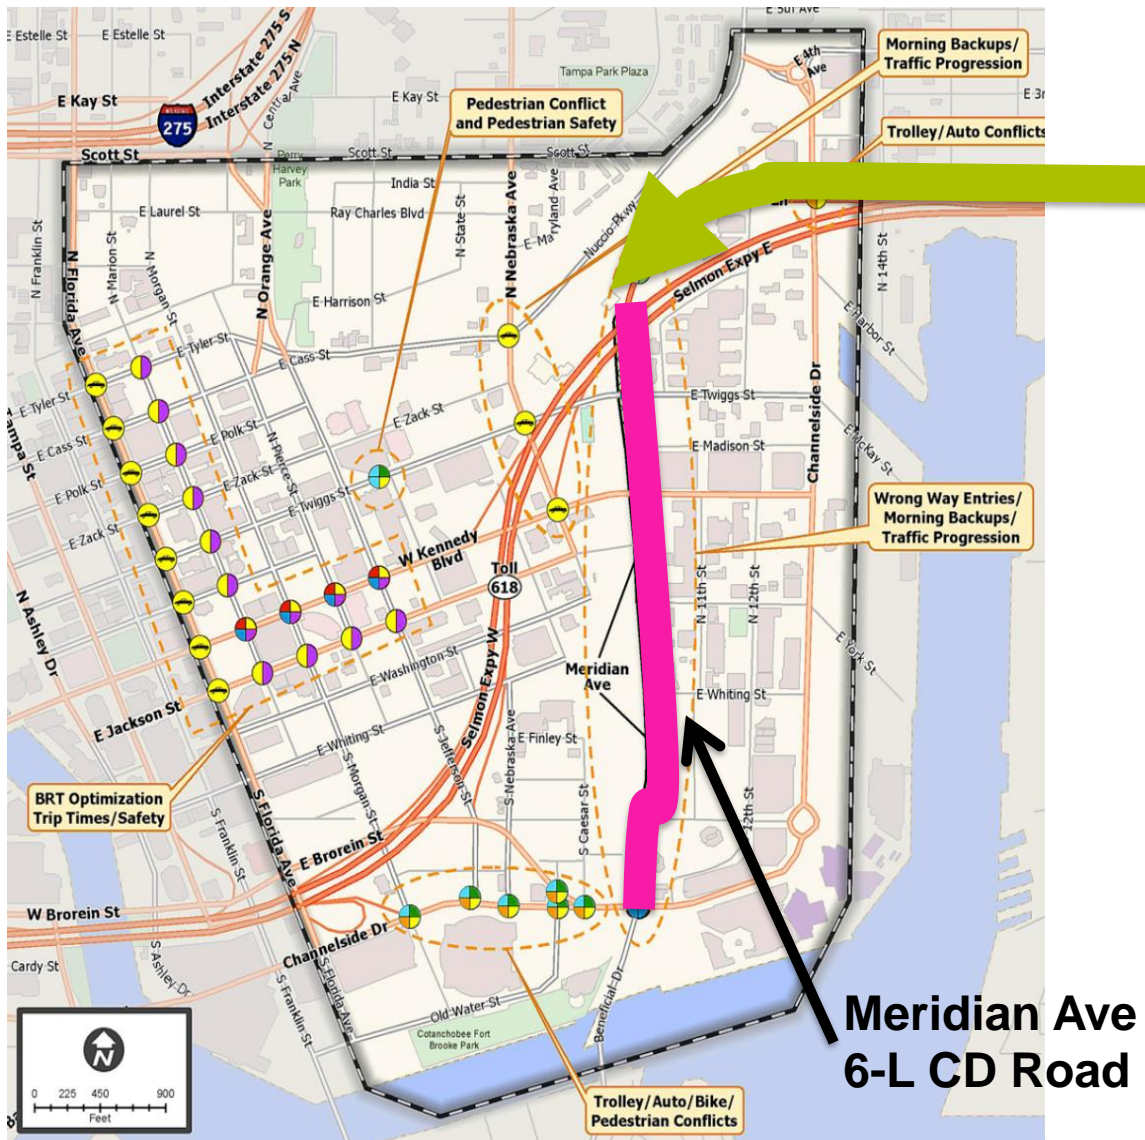 E 5th Ave
E Estelle St
E Estelle St
Interstate 275 S
Interstate 275 N
N Central Ave
E 4th
Ave
Morning Backups/
Traffic Progression
Tampa Park Plaza
E Kay St
E Kay St
Pedestrian Conflict
and Pedestrian Safety
275
Trolley/Auto Conflicts
Scott St
Scott St
Scott St
Perry
Harvey
Park
India St
E Laurel St
Ray Charles Blvd
N State St
N Nebraska Ave
E Maryland Ave
Nuccio Pkwy
N Franklin St
N Florida Ave
N Marion St
N Morgan St
N Orange Ave
N 14th St
Selmon Expy E
E Harrison St
E Harbor St
E Tyler St
E Cass St
Channelside Dr
E Tyler St
E Zack St
E Twiggs St
Tampa St
E Cass St
E Polk St
N Pierce St
E Madison St
E McKay St
E Polk St
E Zack St
E Twiggs St
Wrong Way Entries/
Morning Backups/
Traffic Progression
E Zack St
W Kennedy
Blvd
Toll
618
N 11th St
N 12th St
N Ashley Dr
E York St
Meridian
Ave
E Washington St
E Jackson St
Selmon Expy W
E Whiting St
E Whiting St
E Finley St
S Jefferson St
S Nebraska Ave
S Morgan St
S Caesar St
12th St
BRT Optimization
Trip Times/Safety
S Florida Ave
S Franklin St
E Brorein St
W Brorein St
Channelside Dr
Cardy St
S Ashley Dr
S Franklin St
S Florida Ave
Old Water St
Beneficial Dr
Cotanchobee Fort
Brooke Park
Meridian Ave
6-L CD Road
N
0 225 450 900
Feet
Trolley/Auto/Bike/
Pedestrian Conflicts